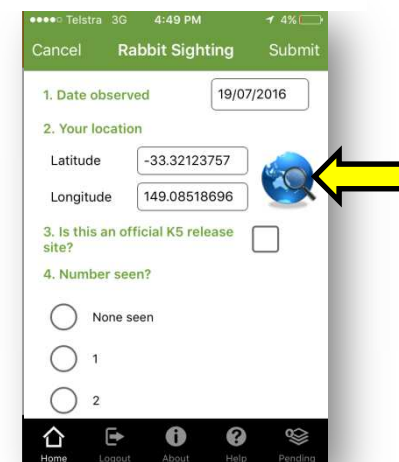 Telstra 3G 4:49 PM 4%
Cancel Rabbit Sighting Submit
1. Date observed 19/07/2016
2. Your location
Latitude -33.32123757
Longitude 149.08518696
3. Is this an official K5 release
site?
4. Number seen?
None seen
1
2
Home Logout About Help Pending